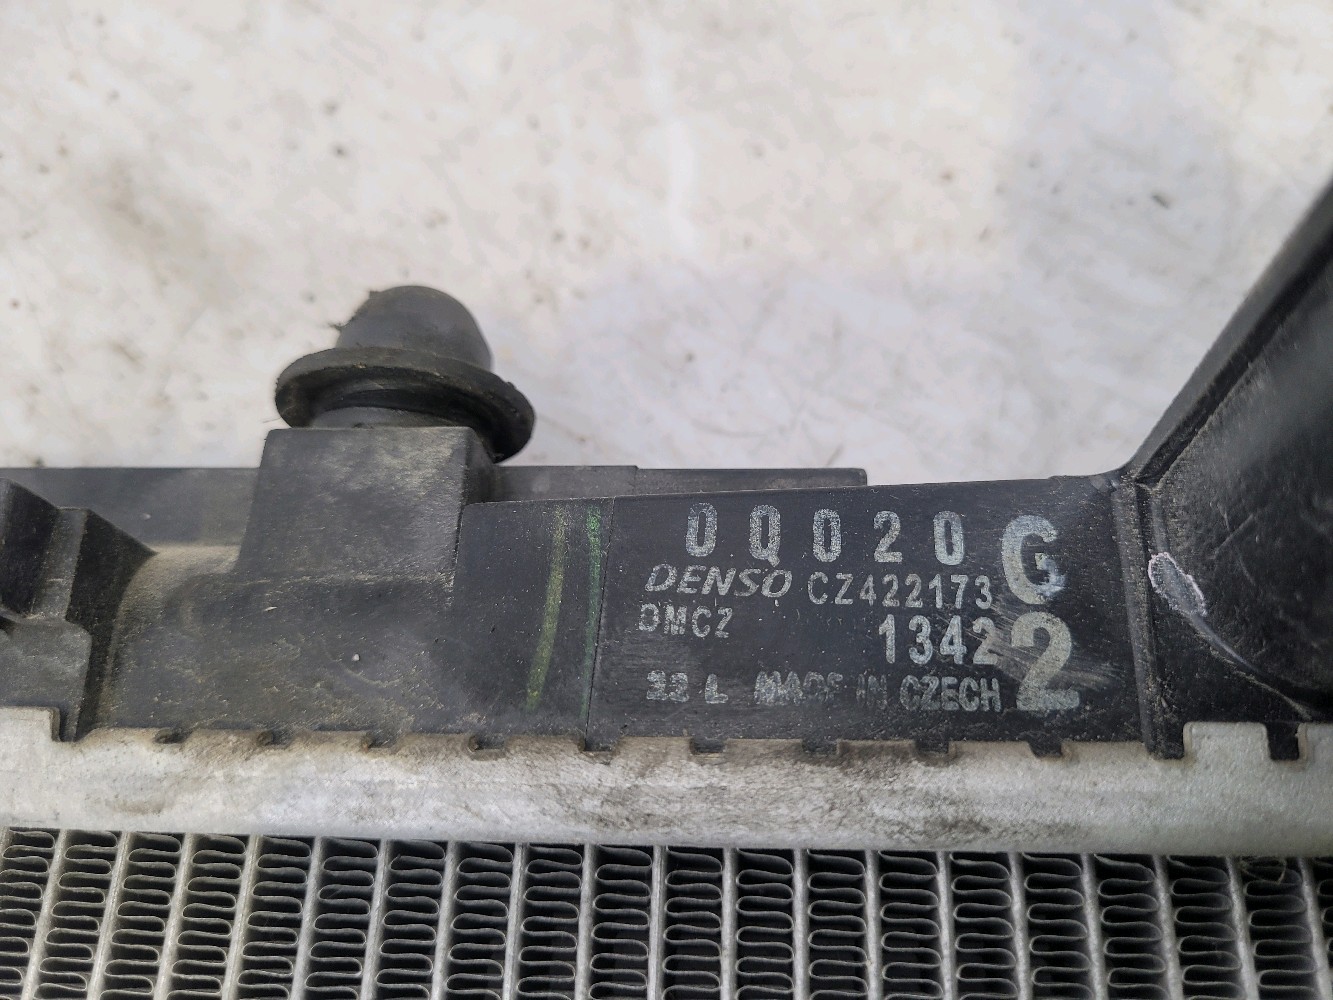 0Q020 G
DENSO CZ422173
DMCZ 1342 2
MADE IN CZECH